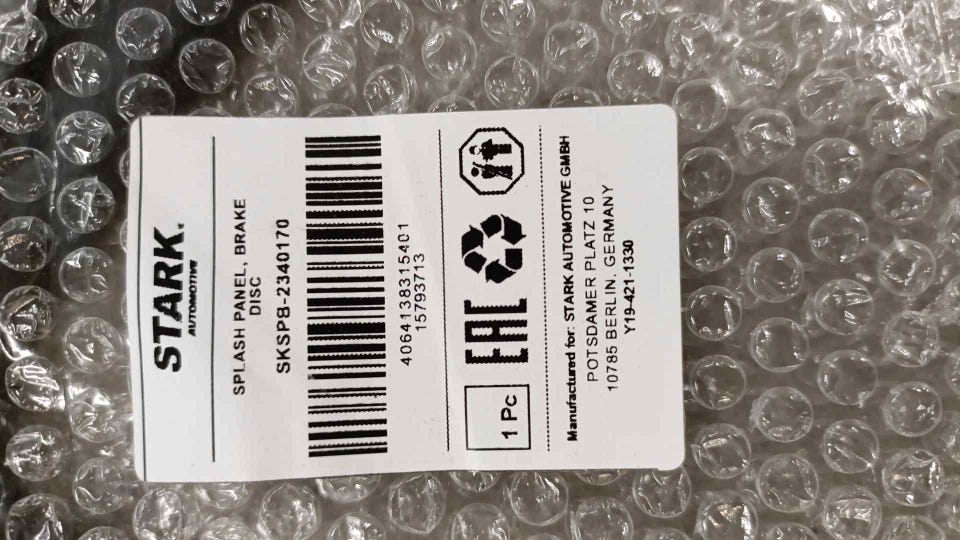 STARK
AUTOMOTIVE
SPLASH PANEL, BRAKE
DISC
SKSPB-2340170
4064138315401
15793713
1 Pc
EAC
Manufactured for: STARK AUTOMOTIVE GMBH
POTSDAMER PLATZ 10
10785 BERLIN, GERMANY
Y19-421-1330